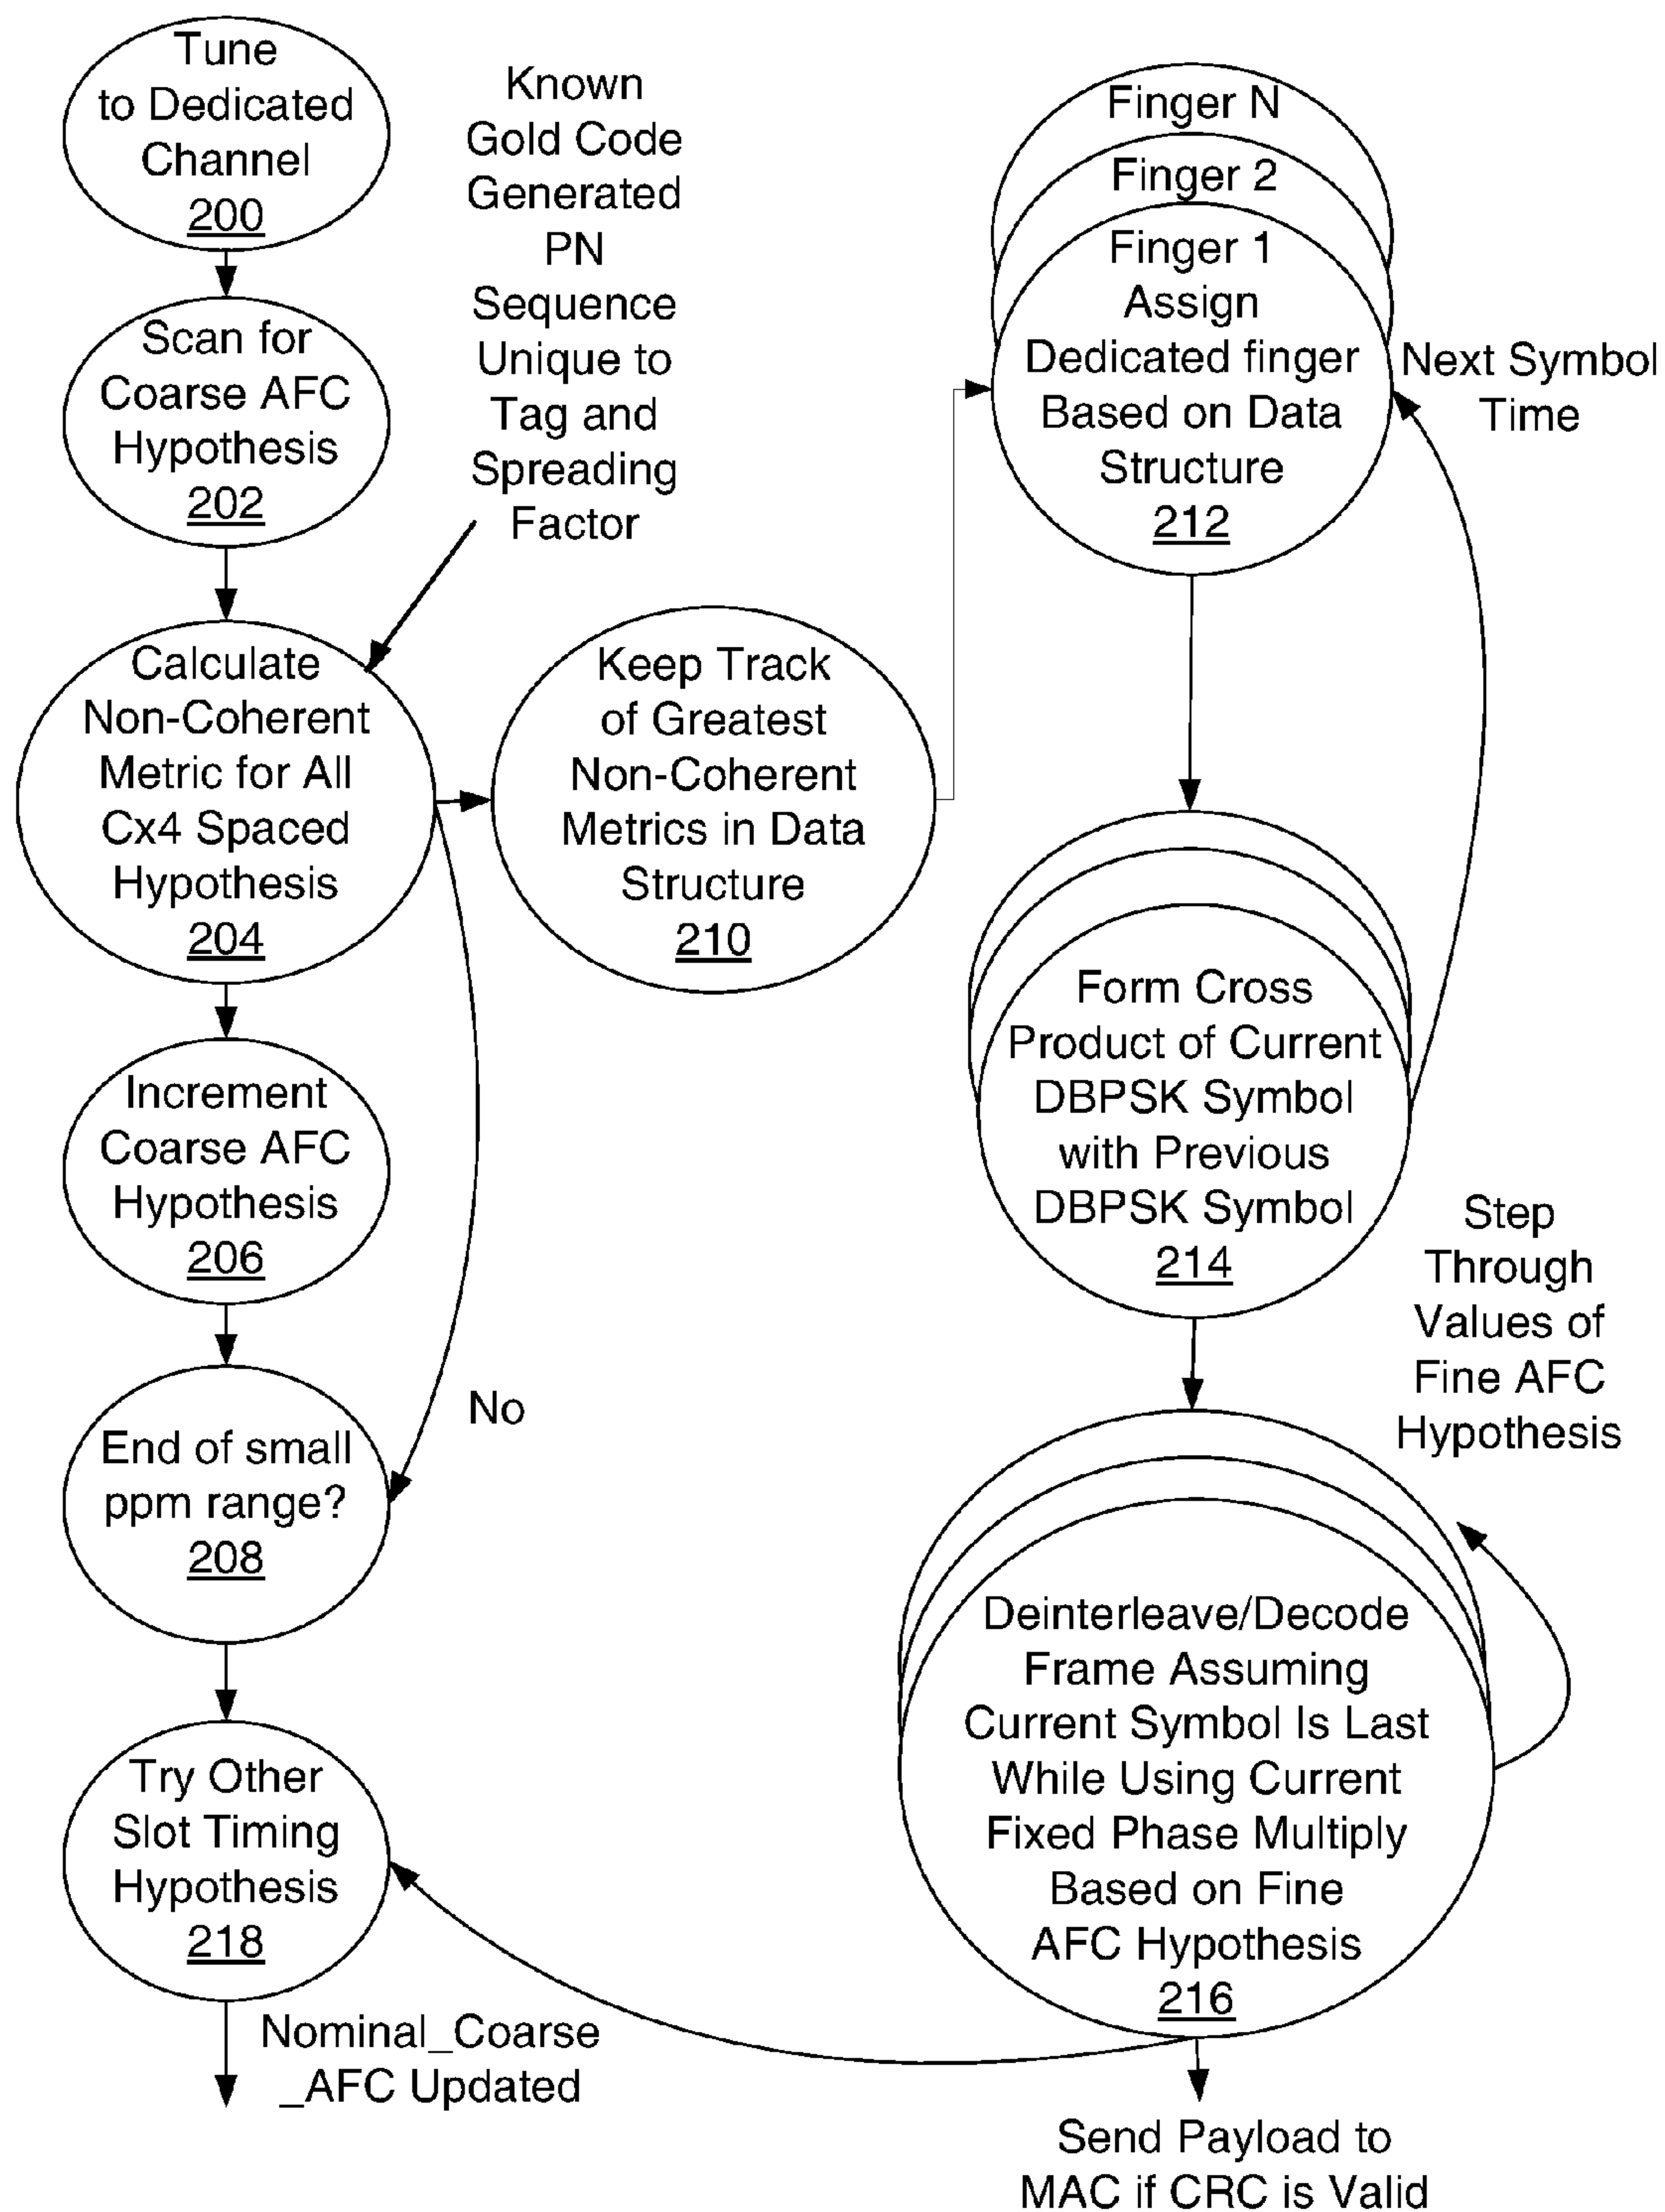 Tune
to Dedicated
Channel
200
Scan for
Coarse AFC
Hypothesis
202
Known
Gold Code
Generated
PN
Sequence
Unique to
Tag and
Spreading
Factor
Calculate
Non-Coherent
Metric for All
Cx4 Spaced
Hypothesis
204
Increment
Coarse AFC
Hypothesis
206
End of small
ppm range?
208
No
Try Other
Slot Timing
Hypothesis
218
Nominal_Coarse
_AFC Updated
Keep Track
of Greatest
Non-Coherent
Metrics in Data
Structure
210
Finger N
Finger 2
Finger 1
Assign
Dedicated finger
Based on Data
Structure
212
Next Symbol
Time
Form Cross
Product of Current
DBPSK Symbol
with Previous
DBPSK Symbol
214
Step
Through
Values of
Fine AFC
Hypothesis
Deinterleave/Decode
Frame Assuming
Current Symbol Is Last
While Using Current
Fixed Phase Multiply
Based on Fine
AFC Hypothesis
216
Send Payload to
MAC if CRC is Valid